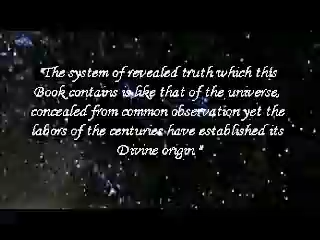 "The system of revealed truth which this
Book contains is like that of the universe,
concealed from common observation yet the
labors of the centuries have established its
Divine origin."